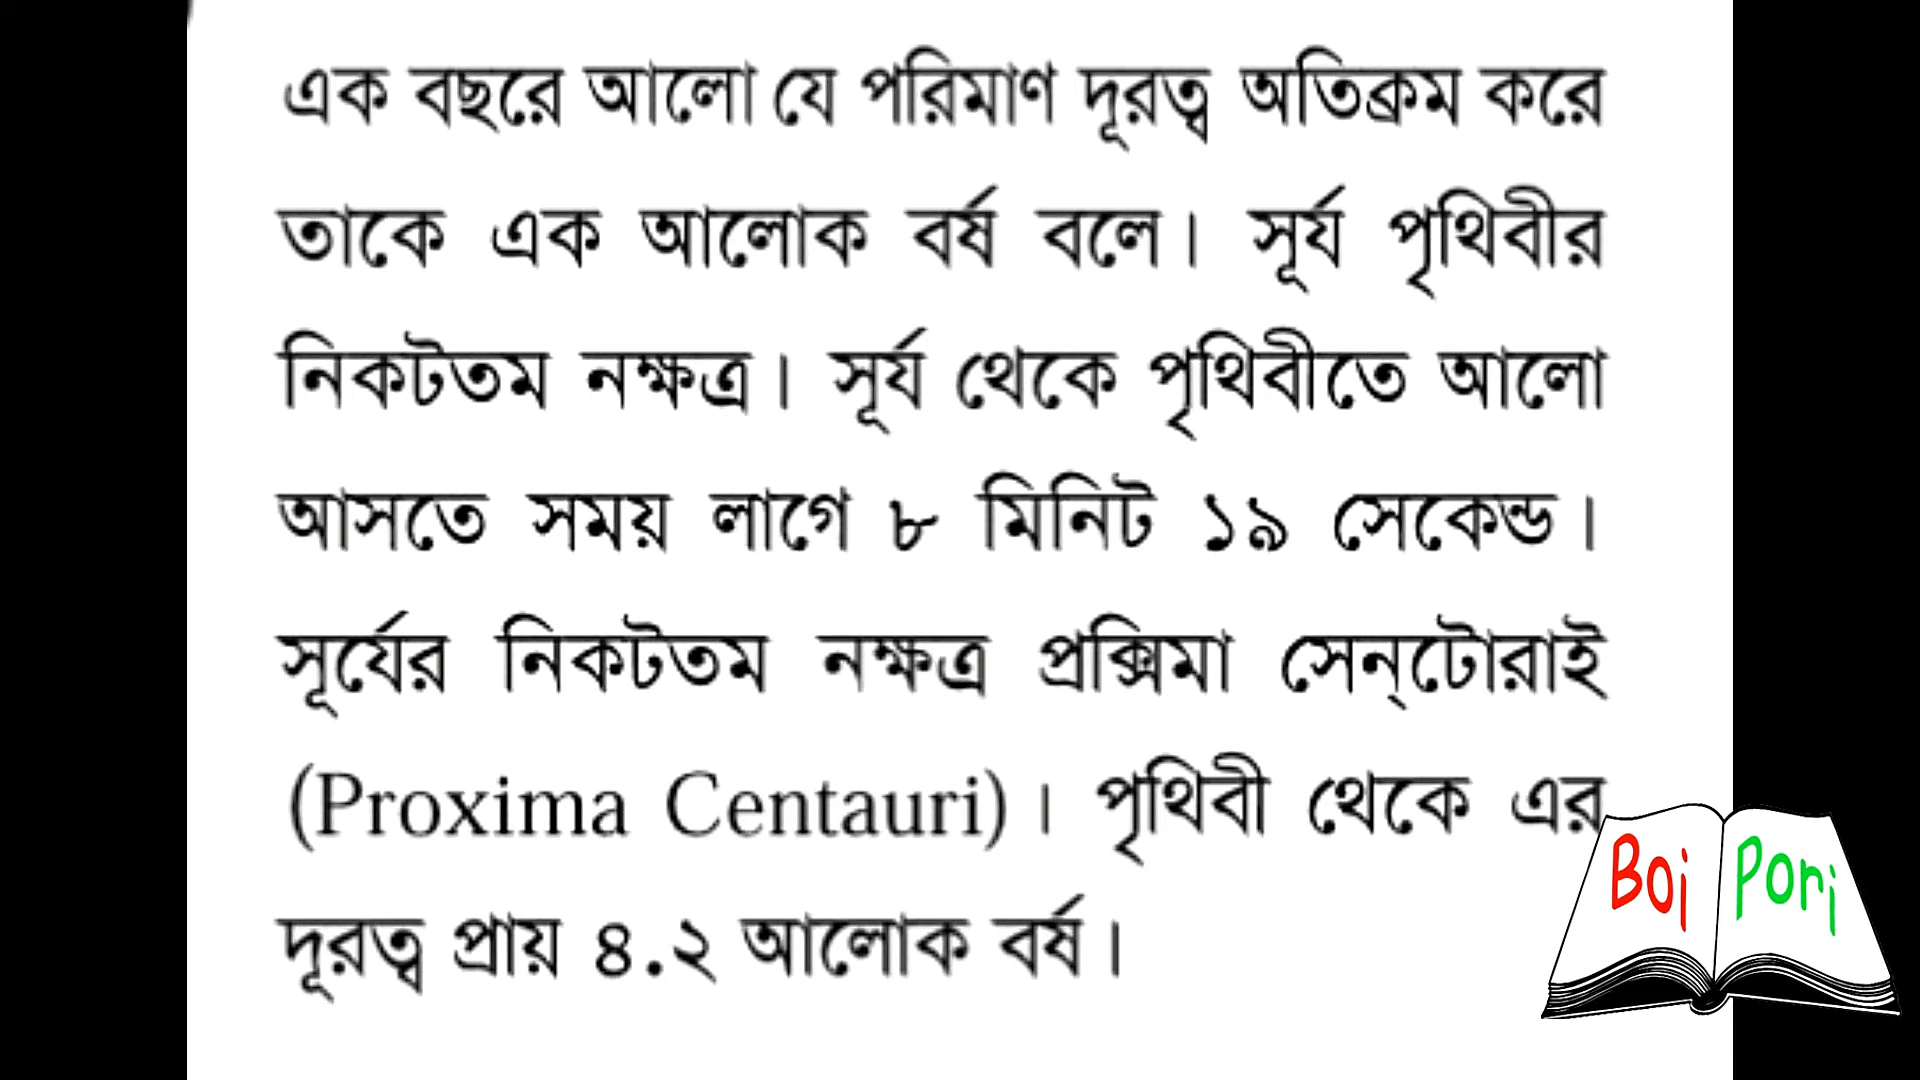 এক বছরে আলো যে পরিমাণ দূরত্ব অতিক্রম করে
তাকে এক আলোক বর্ষ বলে। সূর্য পৃথিবীর
নিকটতম নক্ষত্র। সূর্য থেকে পৃথিবীতে আলো
আসতে সময় লাগে ৮ মিনিট ১৯ সেকেন্ড।
সূর্যের নিকটতম নক্ষত্র প্রক্সিমা সেন্‌টোরাই
(Proxima Centauri)। পৃথিবী থেকে এর
দূরত্ব প্রায় ৪.২ আলোক বর্ষ।
Boi Pori